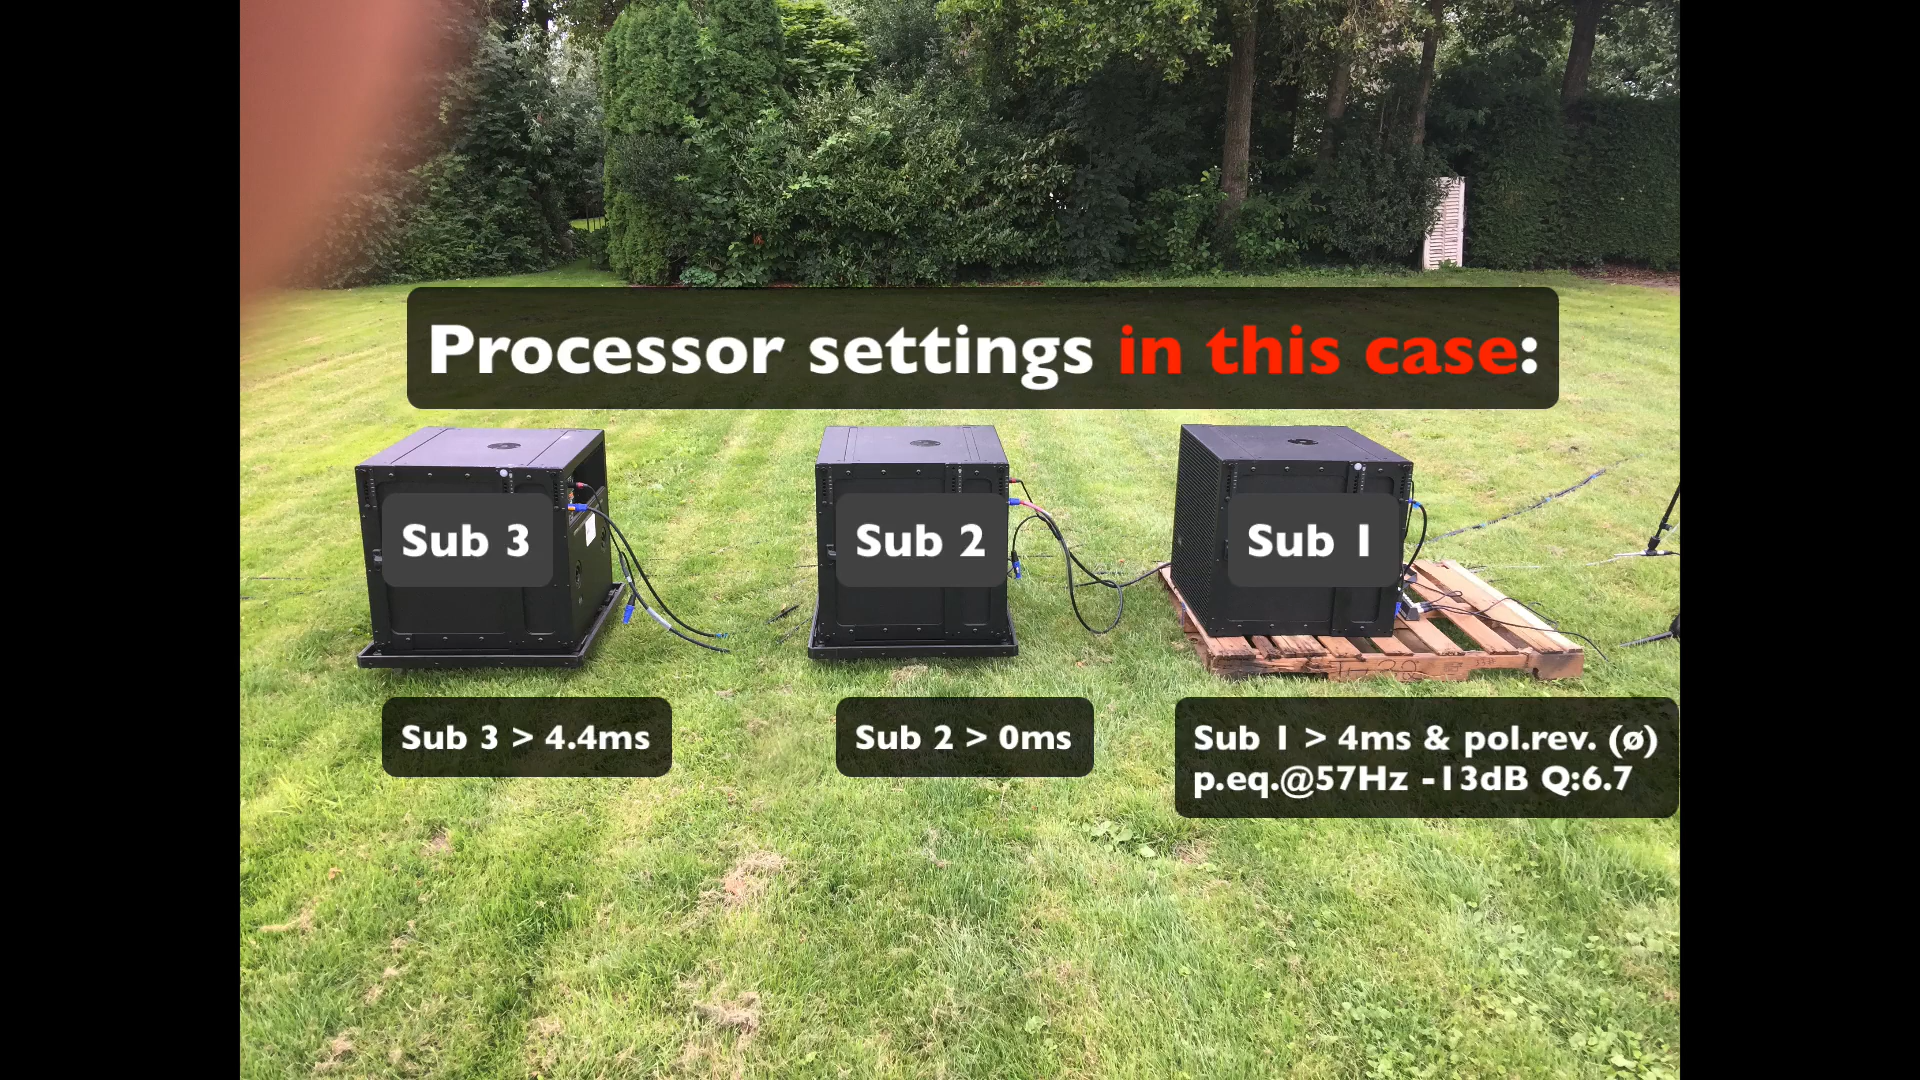 Processor settings in this case:
Sub 3
Sub 2
Sub 1
Sub 3 > 4.4ms
Sub 2 > 0ms
Sub 1 > 4ms & pol.rev. (ø)
p.eq.@57Hz -13dB Q:6.7